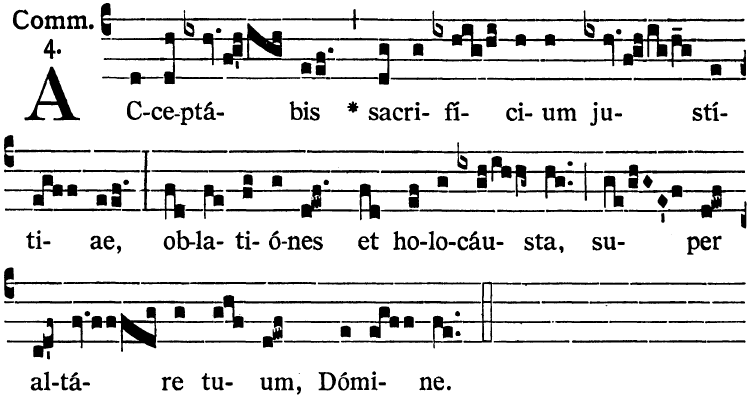 Comm.
4.
AC-ce-ptá- bis * sacri- fí- ci- um ju- stí-
ti- ae, ob-la- ti-ó-nes et ho-lo-cáu- sta, su- per
al-tá- re tu- um, Dómi- ne.